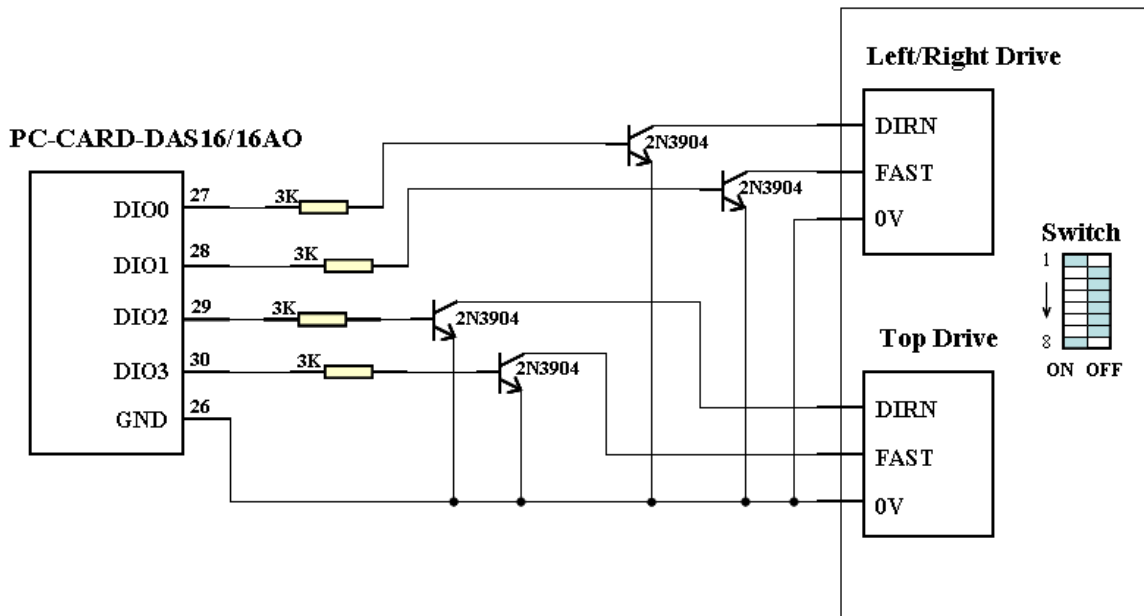 Left/Right Drive
PC-CARD-DAS16/16AO
DIRN
FAST
0V
2N3904
2N3904
DIO0
27
3K
DIO1
28
3K
DIO2
29
3K
2N3904
DIO3
30
3K
2N3904
GND
26
Switch
1
8
ON OFF
Top Drive
DIRN
FAST
0V